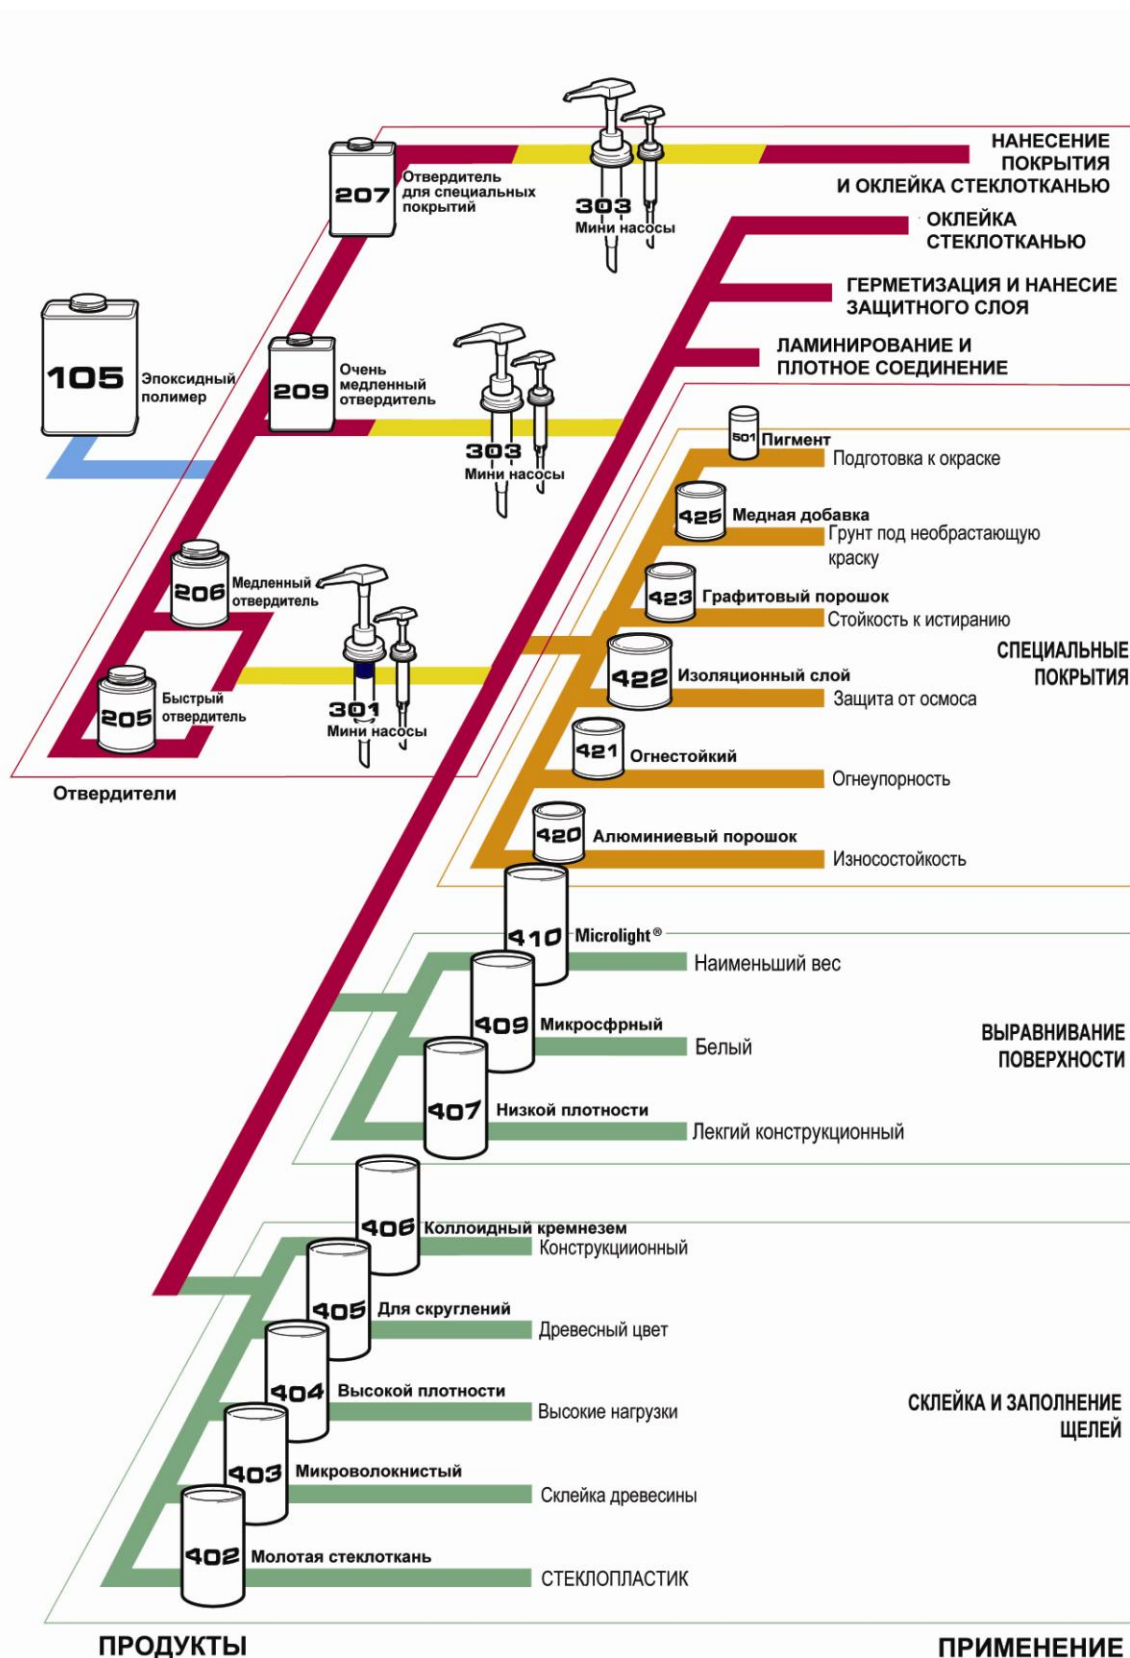 НАНЕСЕНИЕ
ПОКРЫТИЯ
И ОКЛЕЙКА СТЕКЛОТКАНЬЮ
207
Отвердитель
для специальных
покрытий
303
Мини насосы
ОКЛЕЙКА
СТЕКЛОТКАНЬЮ
ГЕРМЕТИЗАЦИЯ И НАНЕСИЕ
ЗАЩИТНОГО СЛОЯ
ЛАМИНИРОВАНИЕ И
ПЛОТНОЕ СОЕДИНЕНИЕ
105
Эпоксидный
полимер
209
Очень
медленный
отвердитель
303
Мини насосы
501
Пигмент
Подготовка к окраске
425
Медная добавка
Грунт под необрастающую
краску
206
Медленный
отвердитель
423
Графитовый порошок
Стойкость к истиранию
СПЕЦИАЛЬНЫЕ
ПОКРЫТИЯ
422
Изоляционный слой
Защита от осмоса
205
Быстрый
отвердитель
301
Мини насосы
421
Огнестойкий
Огнеупорность
Отвердители
420
Алюминиевый порошок
Износостойкость
410
Microlight®
Наименьший вес
409
Микросфрный
Белый
ВЫРАВНИВАНИЕ
ПОВЕРХНОСТИ
407
Низкой плотности
Лекгий конструкционный
406
Коллоидный кремнезем
Конструкциионный
405
Для скруглений
Древесный цвет
404
Высокой плотности
Высокие нагрузки
СКЛЕЙКА И ЗАПОЛНЕНИЕ
ЩЕЛЕЙ
403
Микроволокнистый
Склейка древесины
402
Молотая стеклоткань
СТЕКЛОПЛАСТИК
ПРОДУКТЫ
ПРИМЕНЕНИЕ